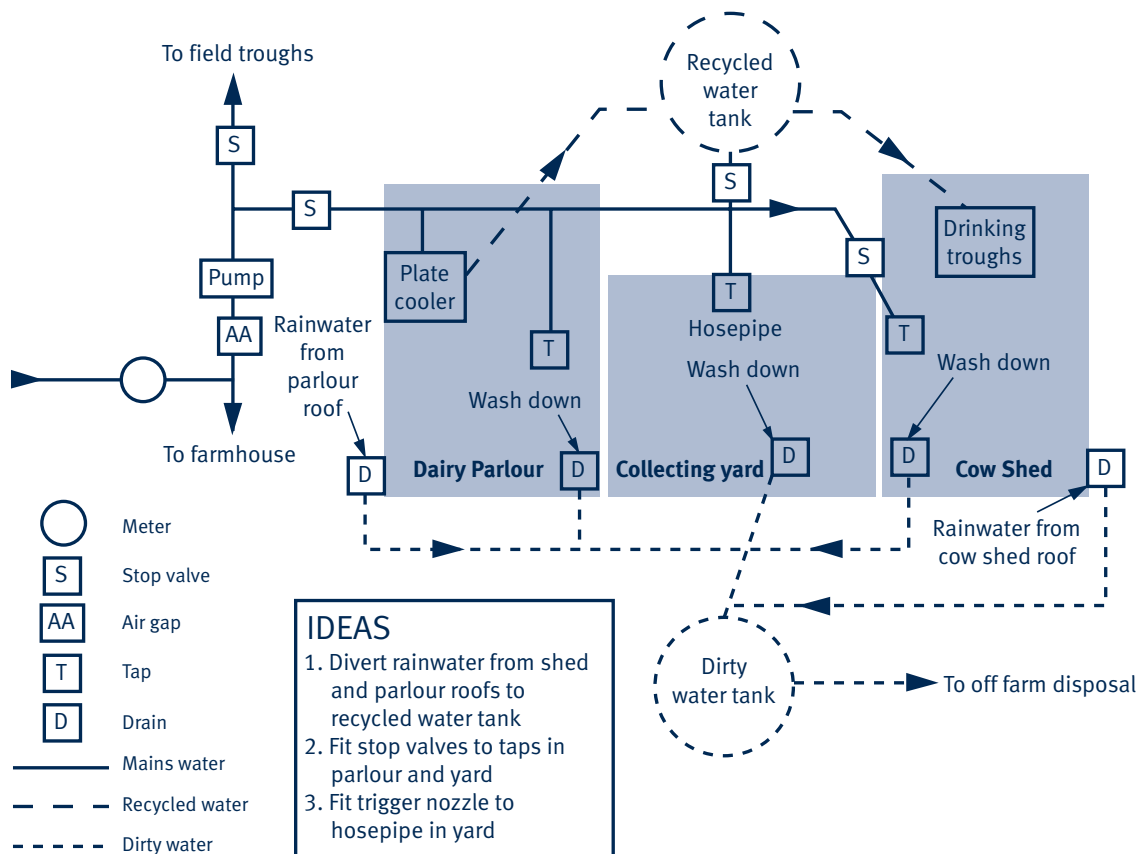 To field troughs
Recycled
water
tank
S
S
S
Pump
Plate
cooler
Drinking
troughs
S
AA
Rainwater
from
parlour
roof
T
Hosepipe
T
T
Wash down
Wash down
Wash down
To farmhouse
D
Dairy Parlour
D
Collecting yard
D
D
Cow Shed
D
Rainwater from
cow shed roof
Meter
S
Stop valve
AA
Air gap
T
Tap
D
Drain
Mains water
Recycled water
Dirty water
IDEAS
1. Divert rainwater from shed
and parlour roofs to
recycled water tank
2. Fit stop valves to taps in
parlour and yard
3. Fit trigger nozzle to
hosepipe in yard
Dirty
water tank
To off farm disposal